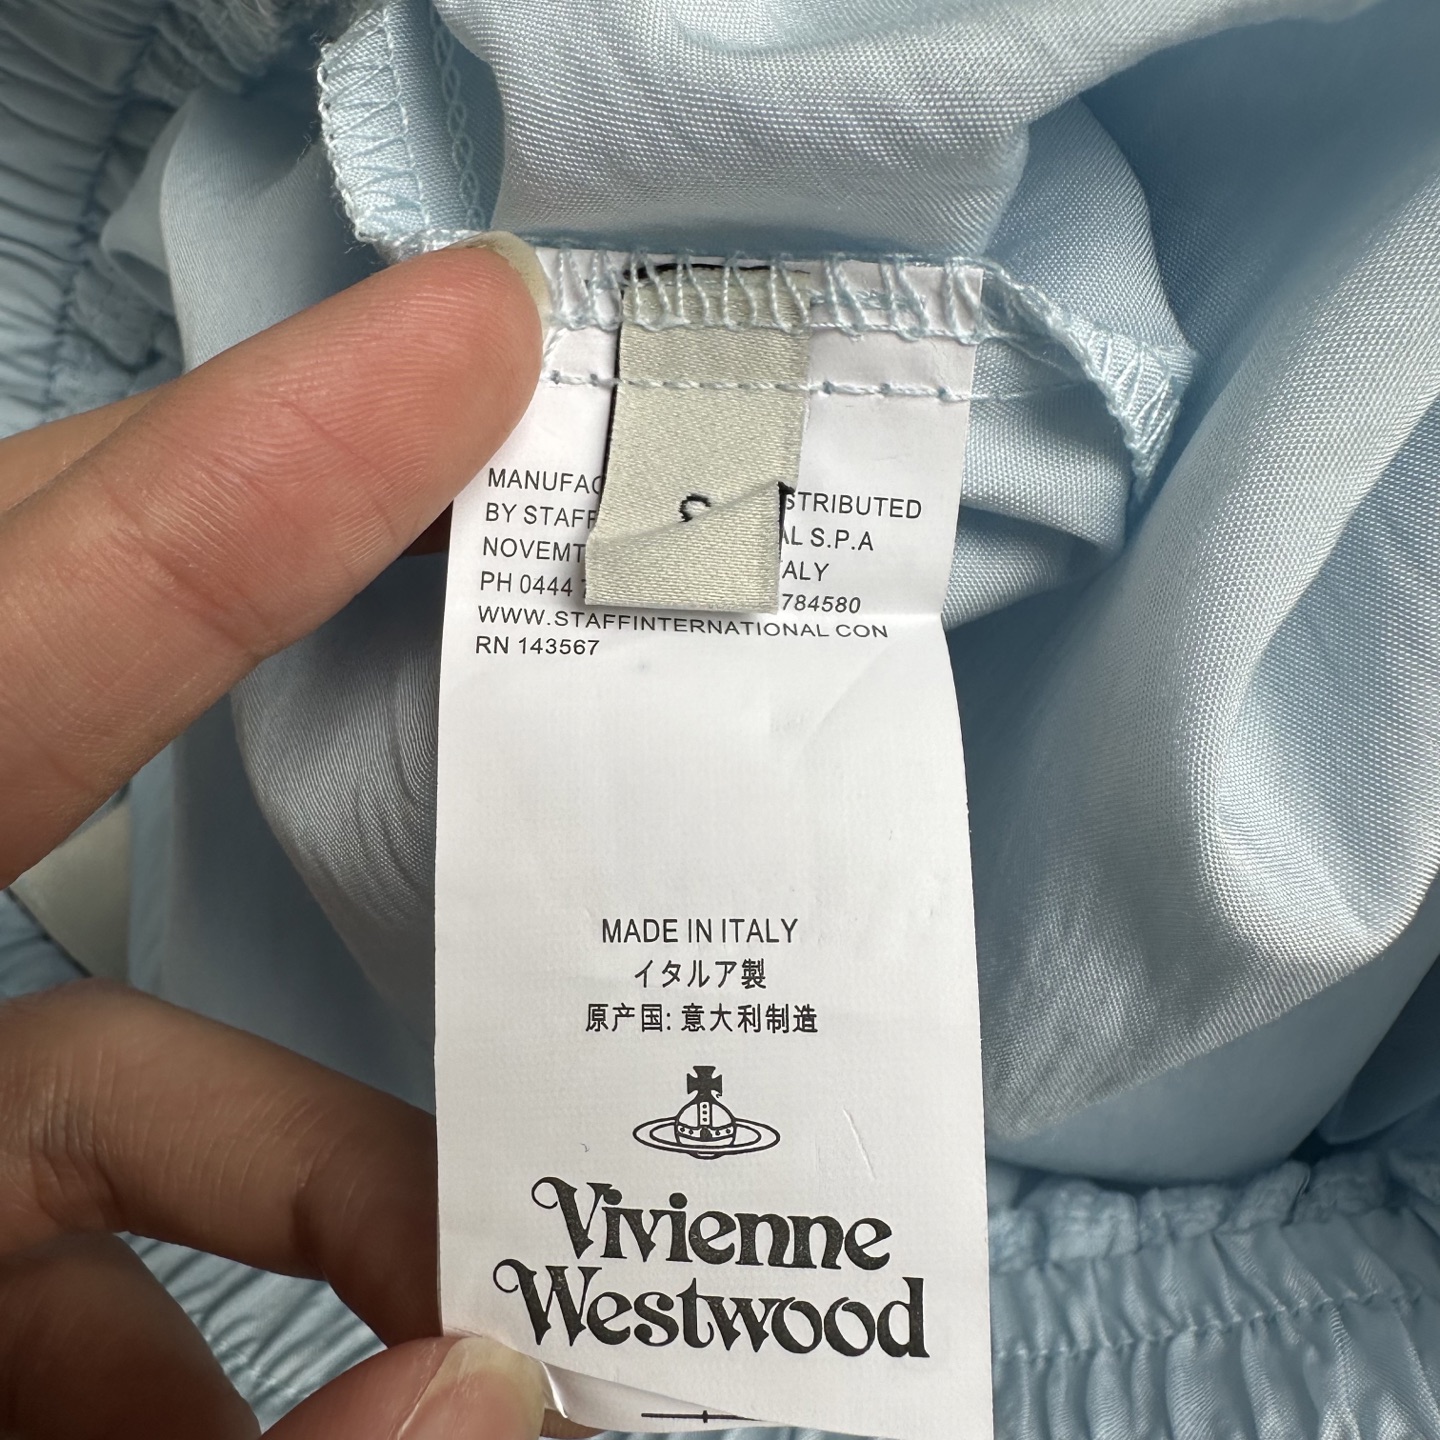 MANUFAC STRIBUTED
BY STAFF AL S.P.A
NOVEMT ALY
PH 0444 784580
WWW.STAFFINTERNATIONAL CON
RN 143567
S
MADE IN ITALY
イタルア製
原产国: 意大利制造
Vivienne
Westwood